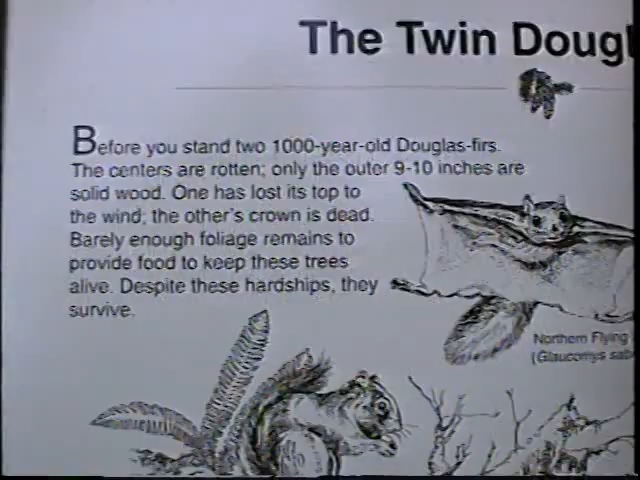 The Twin Dougl
Before you stand two 1000-year-old Douglas-firs.
The centers are rotten; only the outer 9-10 inches are
solid wood. One has lost its top to
the wind; the other's crown is dead.
Barely enough foliage remains to
provide food to keep these trees
alive. Despite these hardships, they
survive.
Northern Flying
(Glaucomys sab